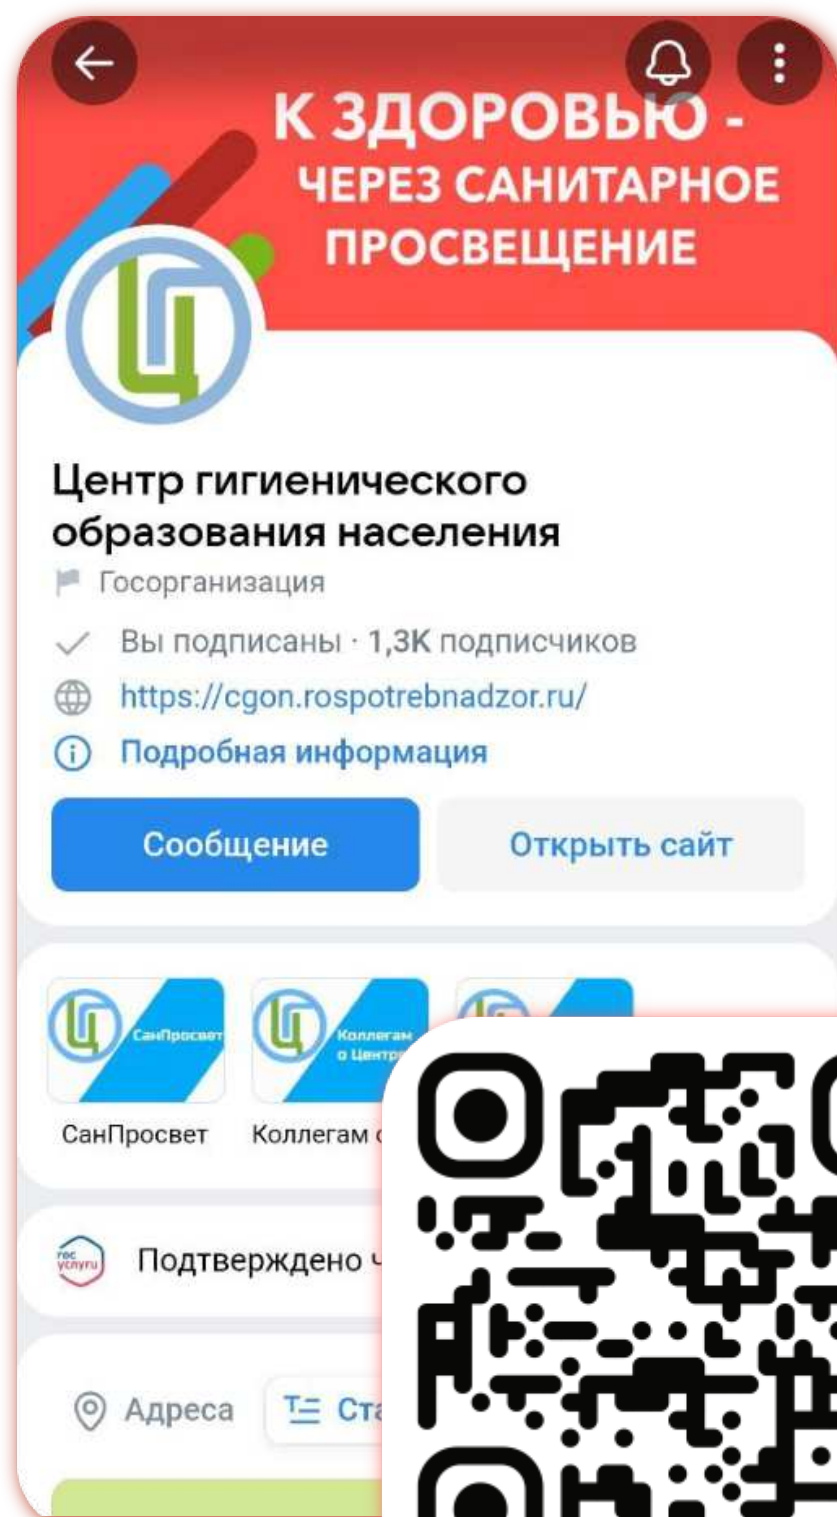 К ЗДОРОВЬЮ -
ЧЕРЕЗ САНИТАРНОЕ
ПРОСВЕЩЕНИЕ
Центр гигиенического
образования населения
Госорганизация
Вы подписаны · 1,3K подписчиков
https://cgon.rospotrebnadzor.ru/
Подробная информация
Сообщение
Открыть сайт
СанПросвет
Коллегам
о Центре
СанПросвет
Коллегам
гос
услуги
Подтверждено
Адреса